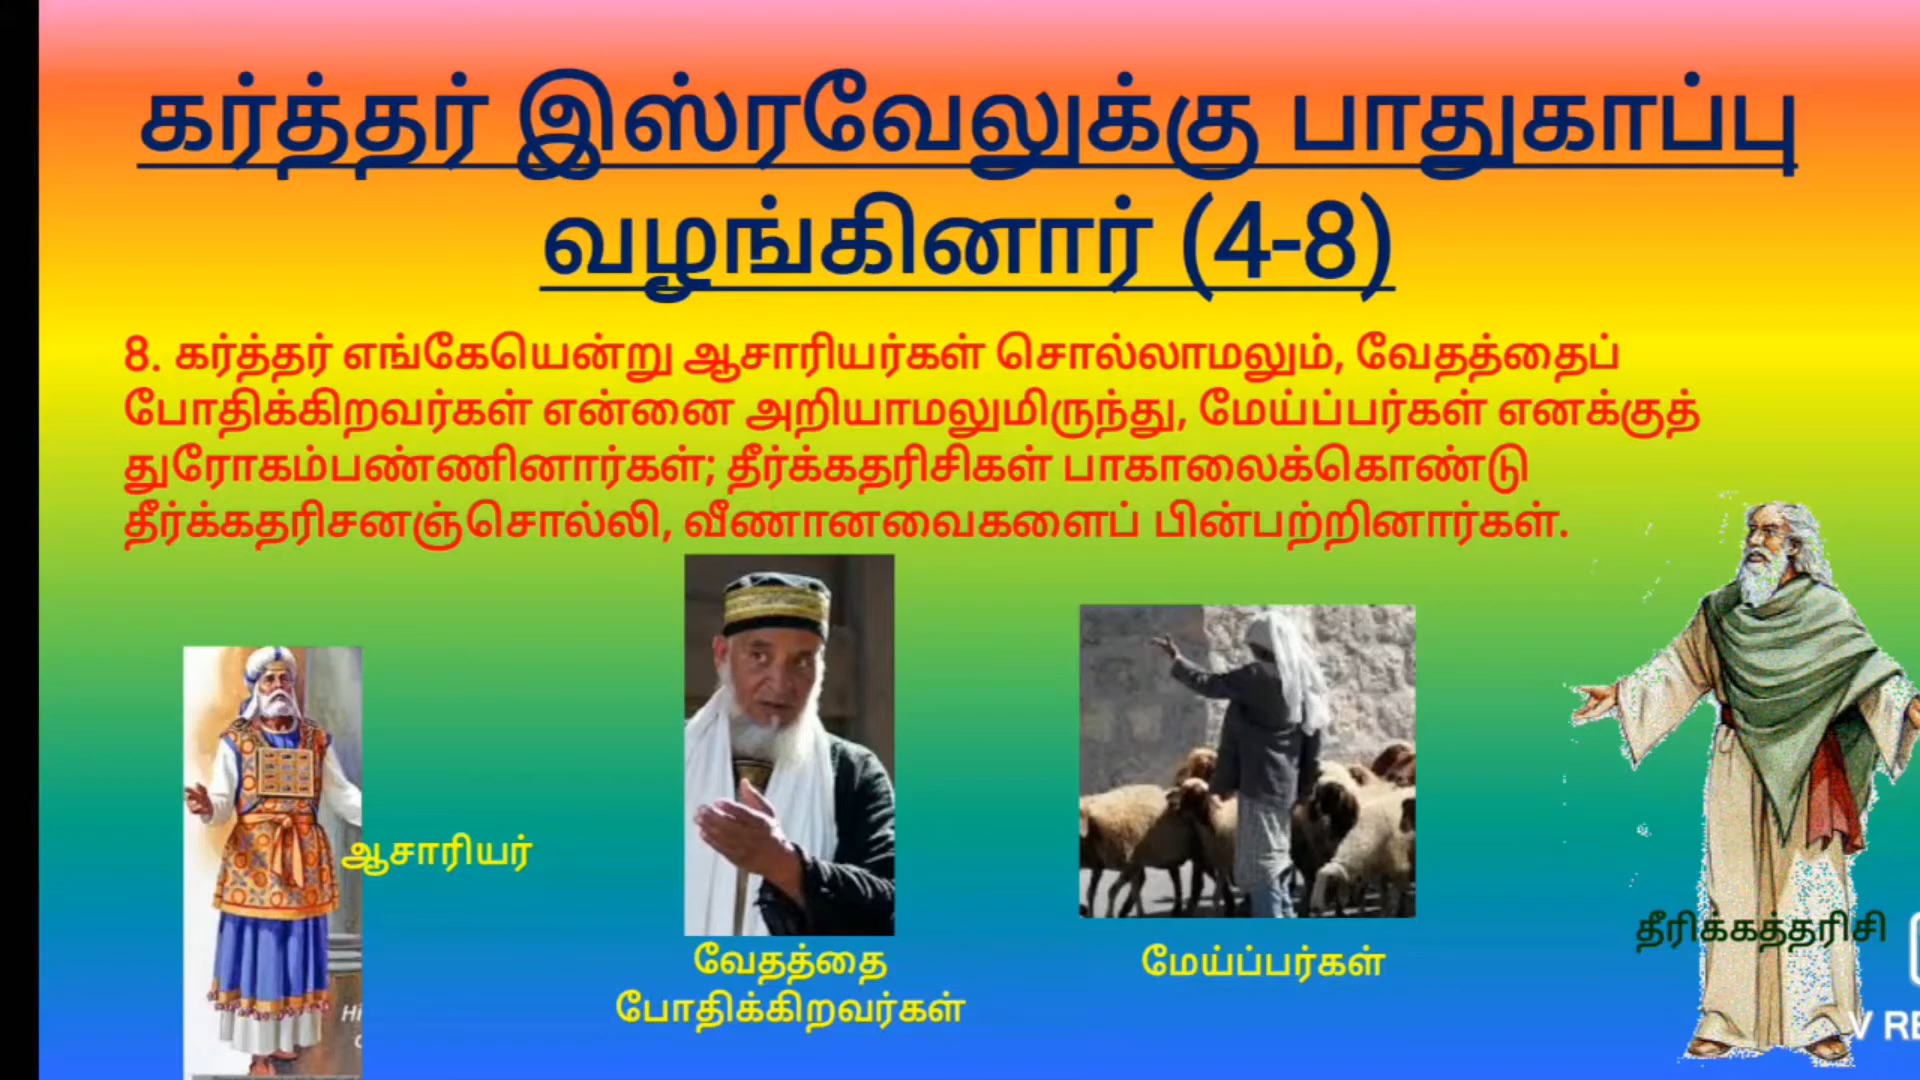 கர்த்தர் இஸ்ரவேலுக்கு பாதுகாப்பு
வழங்கினார் (4-8)
8. கர்த்தர் எங்கேயென்று ஆசாரியர்கள் சொல்லாமலும், வேதத்தைப்
போதிக்கிறவர்கள் என்னை அறியாமலுமிருந்து, மேய்ப்பர்கள் எனக்குத்
துரோகம்பண்ணினார்கள்; தீர்க்கதரிசிகள் பாகாலைக்கொண்டு
தீர்க்கதரிசனஞ்சொல்லி, வீணானவைகளைப் பின்பற்றினார்கள்.
ஆசாரியர்
வேதத்தை
போதிக்கிறவர்கள்
மேய்ப்பர்கள்
தீரிக்கத்தரிசி